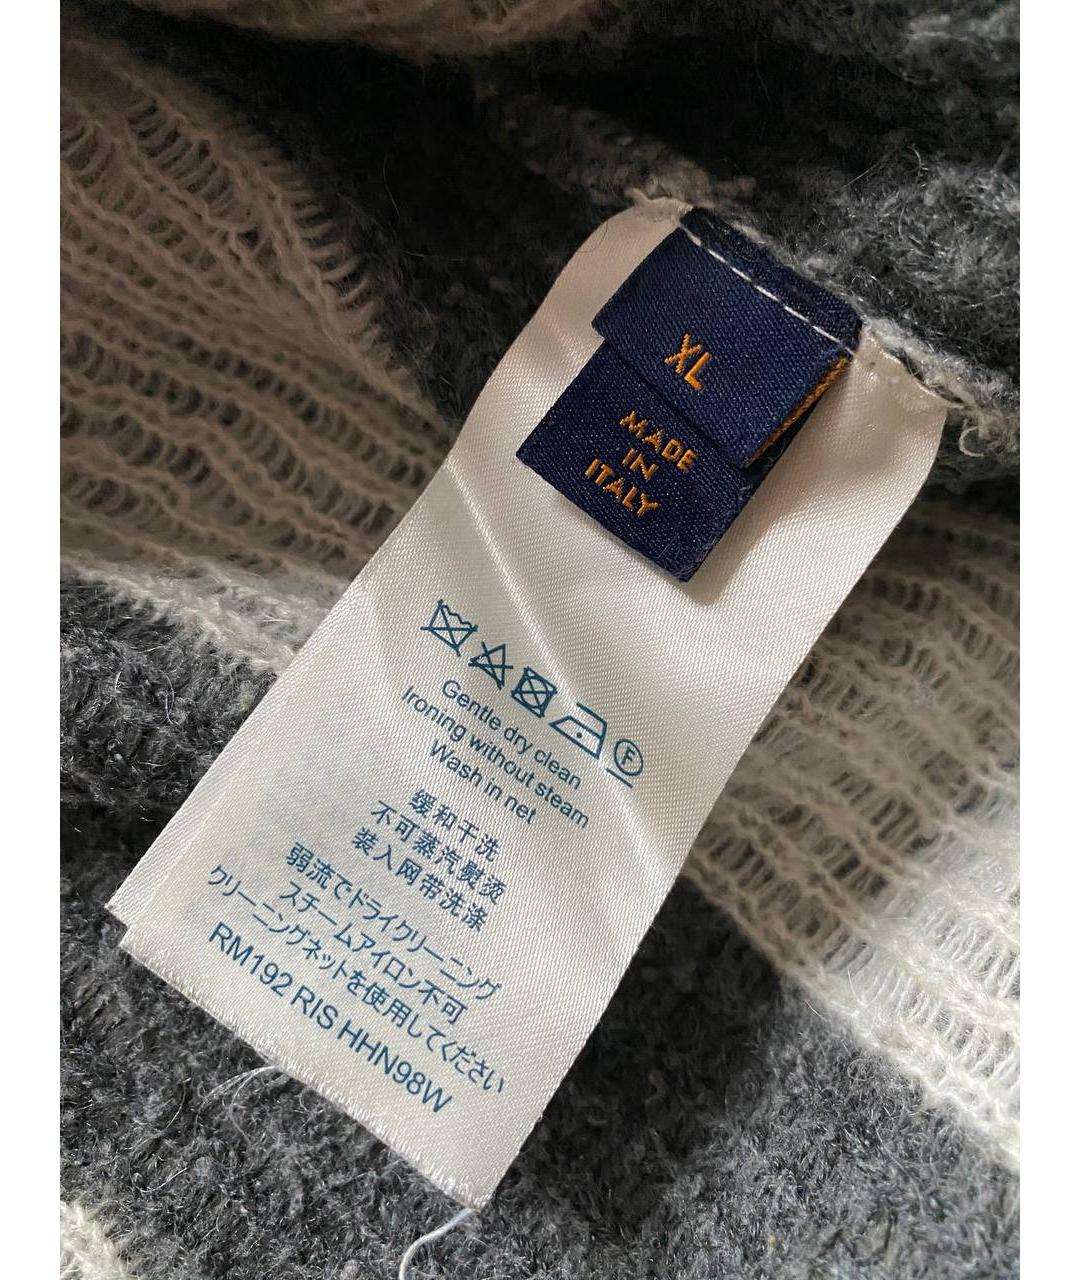 XL
MADE
IN
ITALY
F
Gentle dry clean
Ironing without steam
Wash in net
缓和干洗
不可蒸汽熨烫
装入网带洗涤
弱流でドライクリーニング
スチームアイロン不可
クリーニングネットを使用してください
RM192 RIS HHN98W